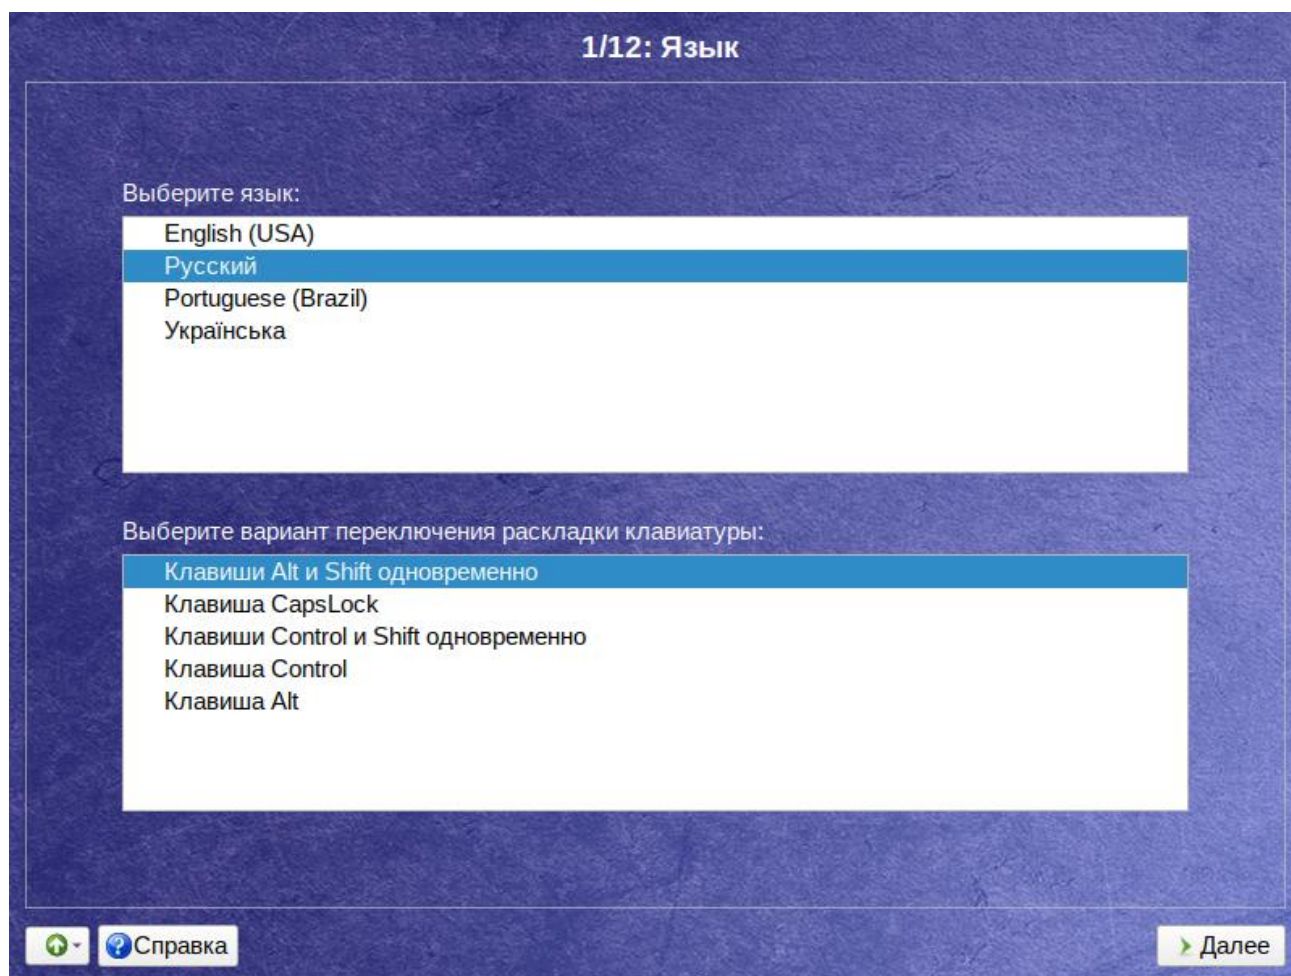 1/12: Язык
Выберите язык:
English (USA)
Русский
Portuguese (Brazil)
Українська
Выберите вариант переключения раскладки клавиатуры:
Клавиши Alt и Shift одновременно
Клавиша CapsLock
Клавиши Control и Shift одновременно
Клавиша Control
Клавиша Alt
Справка
Далее